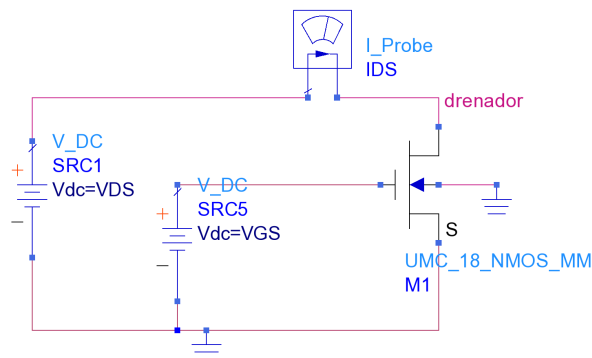 I_Probe
IDS
drenador
V_DC
SRC1
Vdc=VDS
+
−
V_DC
SRC5
Vdc=VGS
+
−
S
UMC_18_NMOS_MM
M1